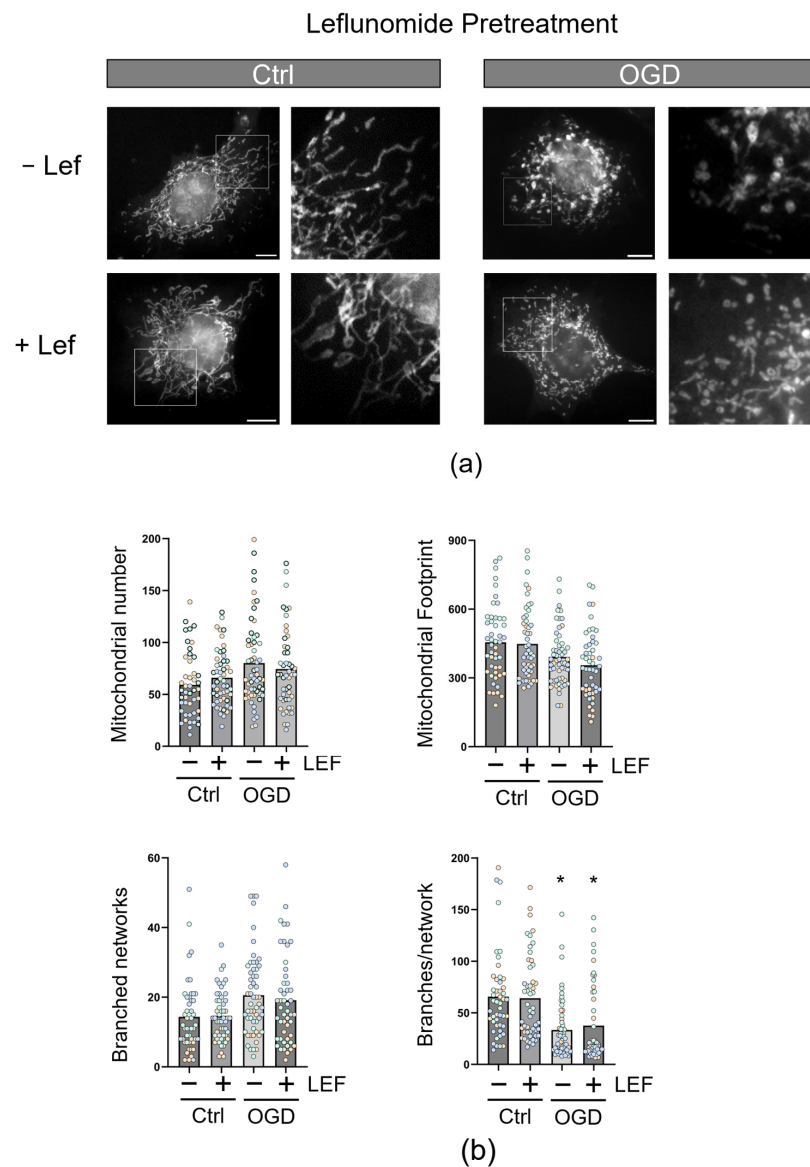 Leflunomide Pretreatment
Ctrl
OGD
− Lef
+ Lef
(a)
Mitochondrial number
200
150
100
50
0
− + − + LEF
Ctrl OGD
Mitochondrial Footprint
900
600
300
0
− + − + LEF
Ctrl OGD
Branched networks
60
40
20
0
− + − + LEF
Ctrl OGD
Branches/network
200
150
100
50
0
* *
− + − + LEF
Ctrl OGD
(b)